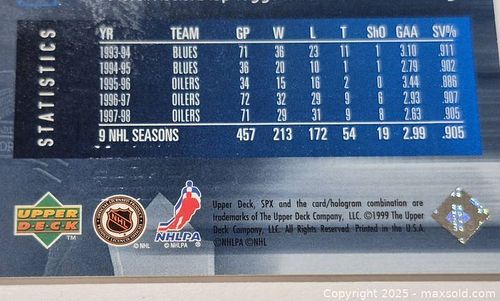 STATISTICS
YR TEAM GP W L T ShO GAA SV%
1993-94 BLUES 71 36 23 11 1 3.10 .911
1994-95 BLUES 36 20 10 1 1 2.79 .902
1995-96 OILERS 34 15 16 2 0 3.44 .886
1996-97 OILERS 72 32 29 9 6 2.93 .907
1997-98 OILERS 71 29 31 9 8 2.63 .905
9 NHL SEASONS 457 213 172 54 19 2.99 .905
UPPER DECK ™
NHL
©NHL
NHLPA ®
©NHLPA
Upper Deck, SPX and the card/hologram combination are
trademarks of The Upper Deck Company, LLC. ©1999 The Upper
Deck Company, LLC. All Rights Reserved. Printed in the U.S.A.
©NHLPA ©NHL
Copyright 2025 - maxsold.com